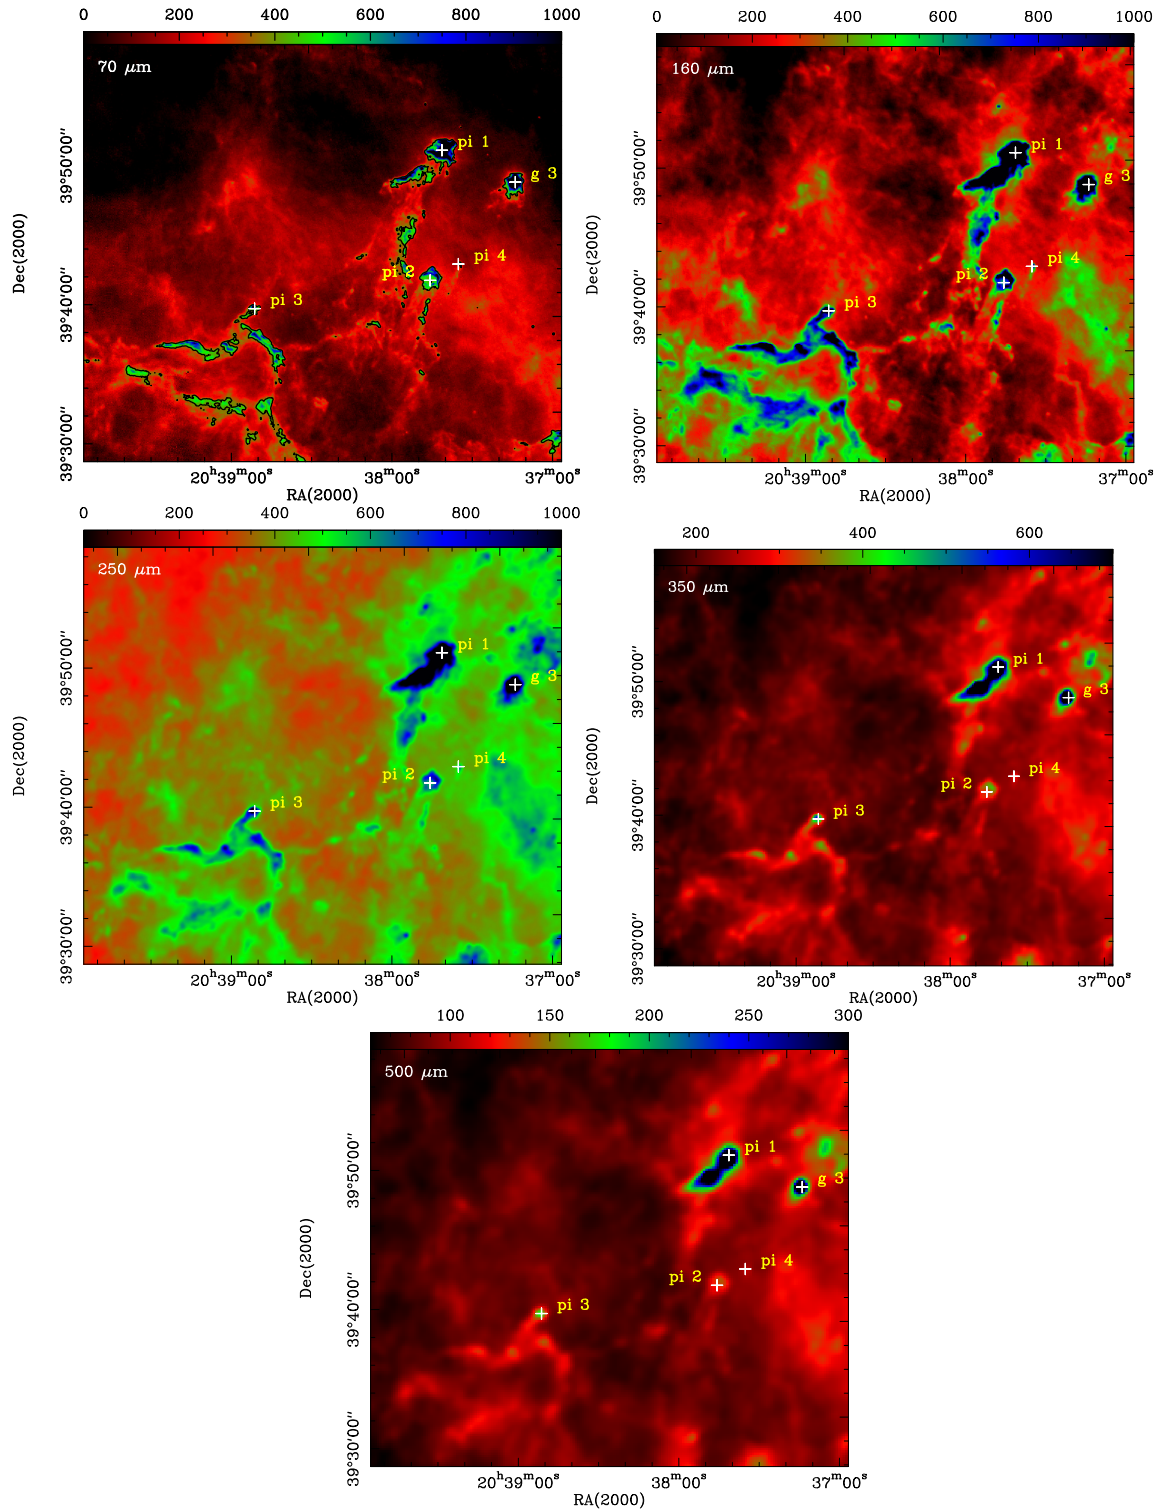 0 200 400 600 800 1000
70 μm
pi 1
g 3
pi 4
pi 2
pi 3
39°50'00''
39°40'00''
39°30'00''
Dec(2000)
20h39m00s 38m00s 37m00s
RA(2000)
0 200 400 600 800 1000
160 μm
pi 1
g 3
pi 4
pi 2
pi 3
39°50'00''
39°40'00''
39°30'00''
Dec(2000)
20h39m00s 38m00s 37m00s
RA(2000)
0 200 400 600 800 1000
250 μm
pi 1
g 3
pi 4
pi 2
pi 3
39°50'00''
39°40'00''
39°30'00''
Dec(2000)
20h39m00s 38m00s 37m00s
RA(2000)
200 400 600
350 μm
pi 1
g 3
pi 4
pi 2
pi 3
39°50'00''
39°40'00''
39°30'00''
Dec(2000)
20h39m00s 38m00s 37m00s
RA(2000)
100 150 200 250 300
500 μm
pi 1
g 3
pi 4
pi 2
pi 3
39°50'00''
39°40'00''
39°30'00''
Dec(2000)
20h39m00s 38m00s 37m00s
RA(2000)